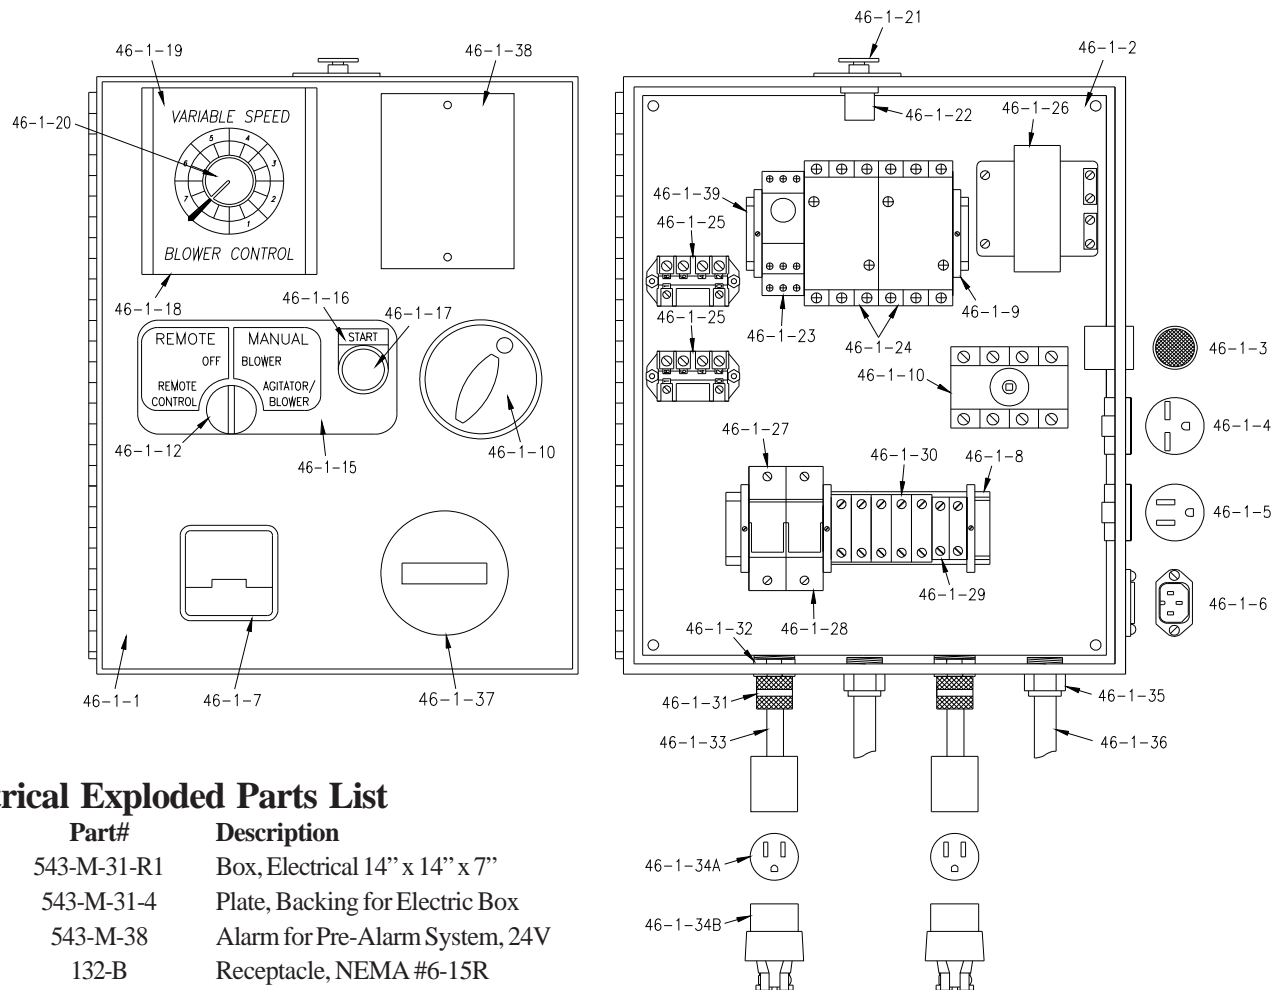 46-1-21
46-1-19
46-1-38
46-1-2
46-1-20
VARIABLE SPEED
1
2
3
4
5
6
7
BLOWER CONTROL
46-1-22
46-1-26
46-1-39
46-1-25
46-1-18
46-1-16
46-1-17
46-1-25
46-1-23
46-1-24
46-1-9
REMOTE
MANUAL
START
OFF
BLOWER
REMOTE
CONTROL
AGITATOR/
BLOWER
46-1-10
46-1-3
46-1-12
46-1-15
46-1-10
46-1-27
46-1-30
46-1-8
46-1-4
46-1-5
46-1-29
46-1-28
46-1-32
46-1-6
46-1-1
46-1-7
46-1-37
46-1-31
46-1-35
46-1-33
46-1-36
trical Exploded Parts List
Part# Description
543-M-31-R1 Box, Electrical 14” x 14” x 7”
543-M-31-4 Plate, Backing for Electric Box
543-M-38 Alarm for Pre-Alarm System, 24V
132-B Receptacle, NEMA #6-15R
46-1-34A
46-1-34B